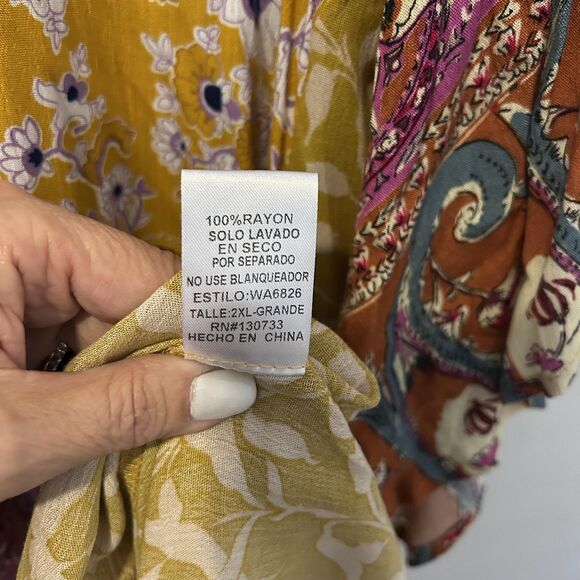 100%RAYON
SOLO LAVADO
EN SECO
POR SEPARADO
NO USE BLANQUEADOR
ESTILO:WA6826
TALLE:2XL-GRANDE
RN#130733
HECHO EN CHINA